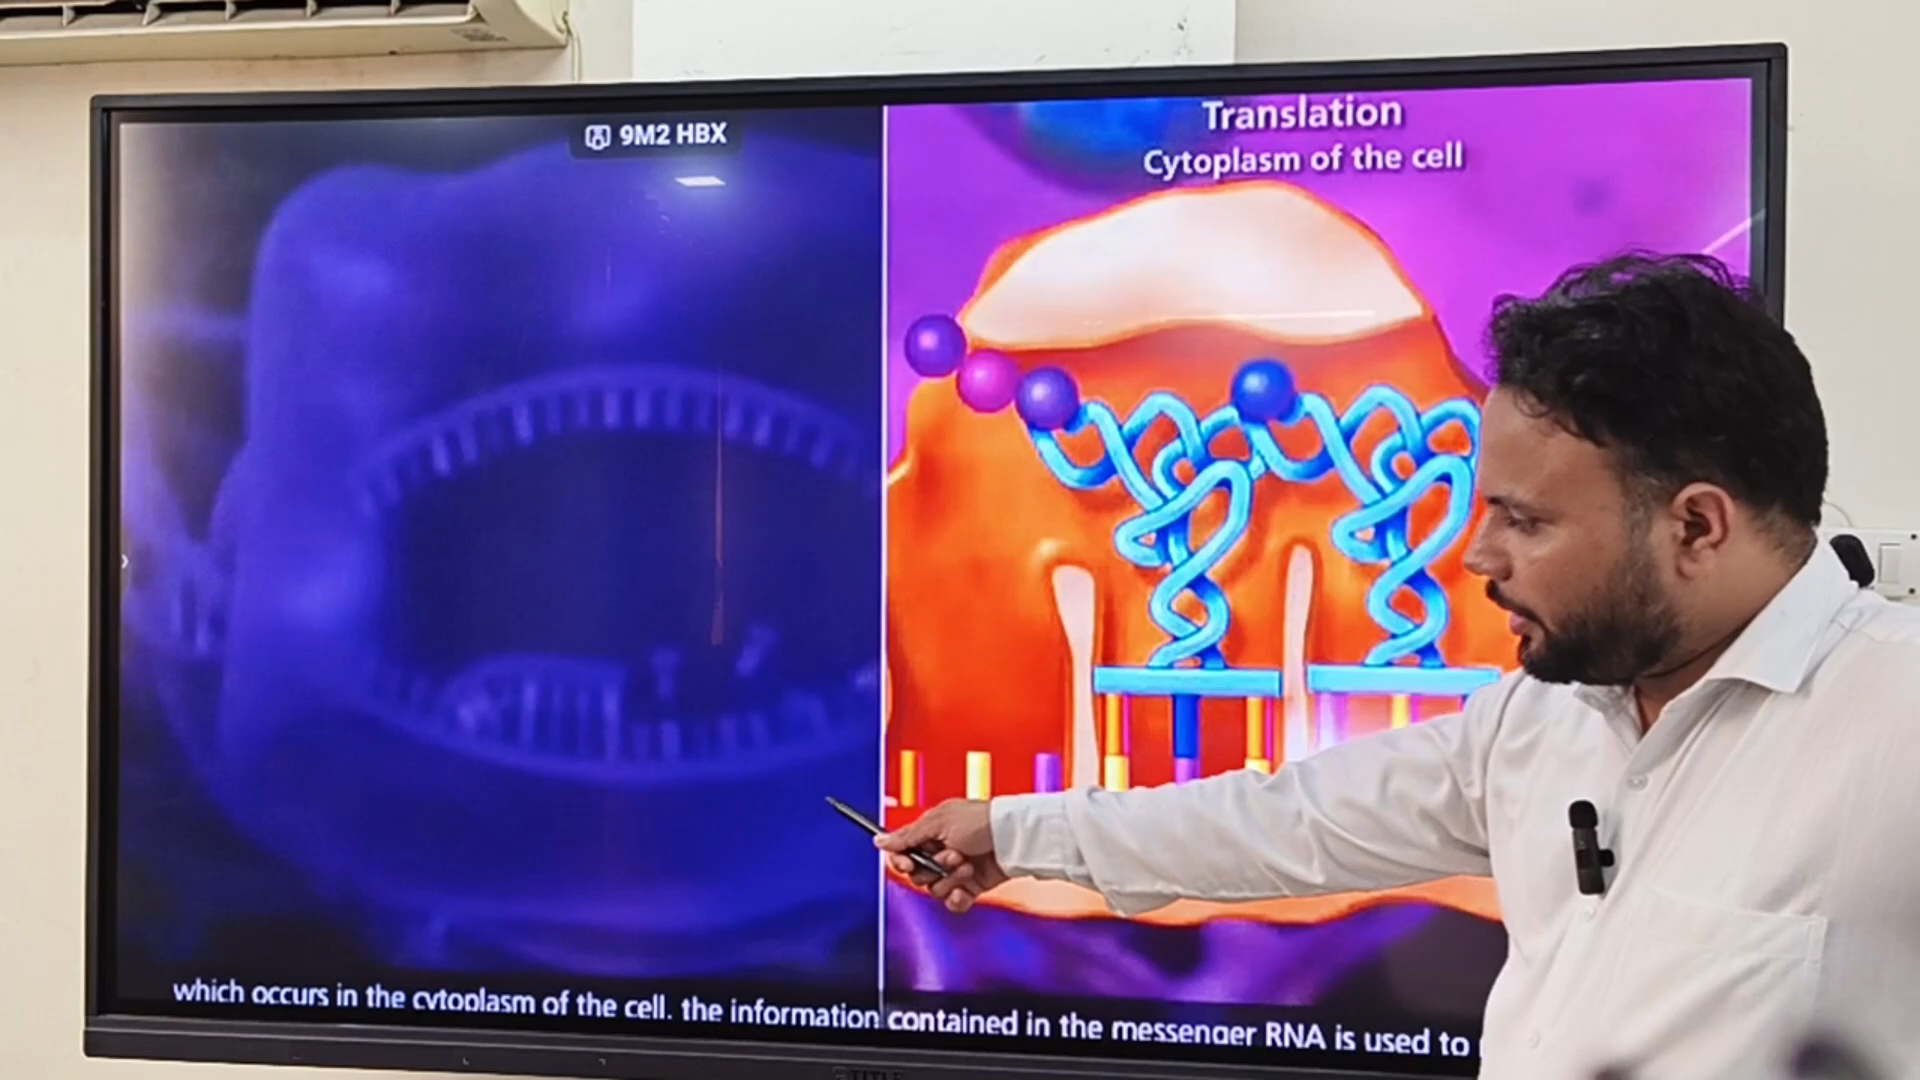 9M2 HBX
Translation
Cytoplasm of the cell
which occurs in the cytoplasm of the cell. the information contained in the messenger RNA is used to